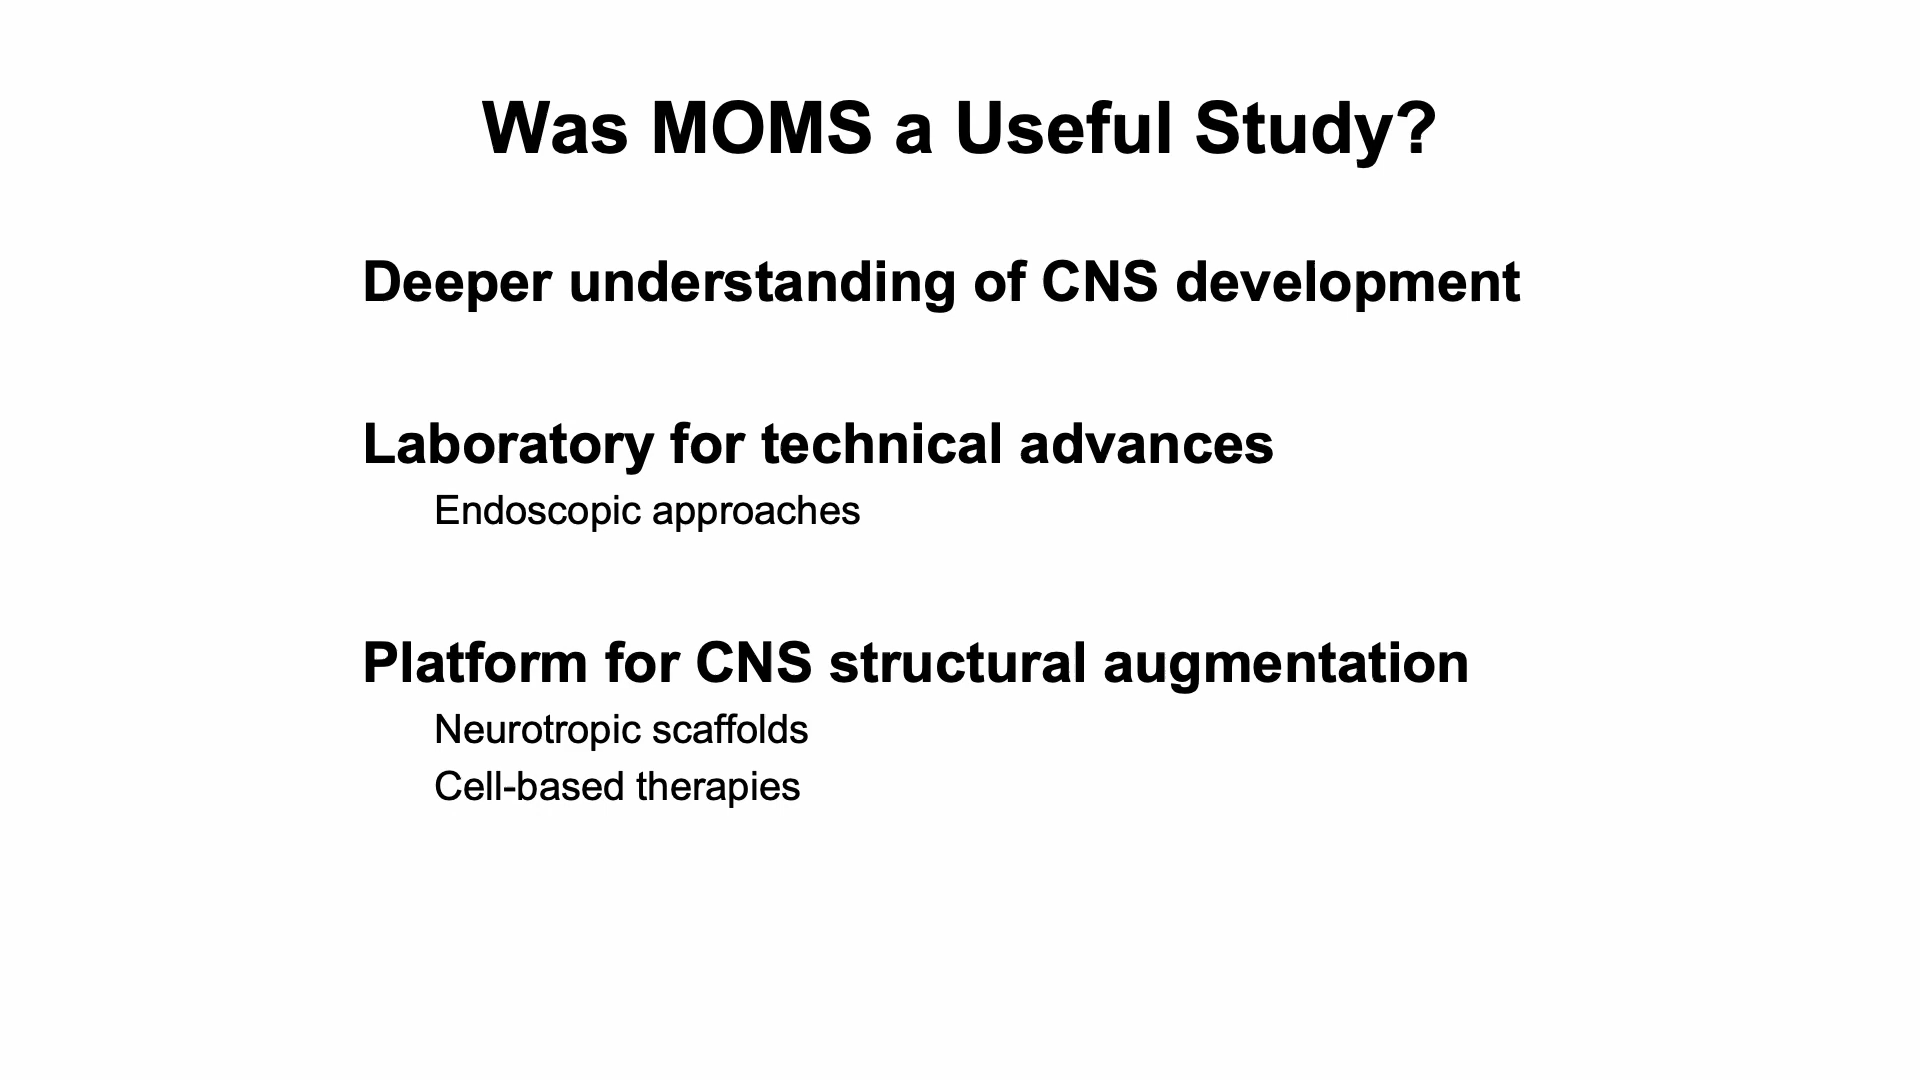 Was MOMS a Useful Study?
Deeper understanding of CNS development
Laboratory for technical advances
Endoscopic approaches
Platform for CNS structural augmentation
Neurotropic scaffolds
Cell-based therapies